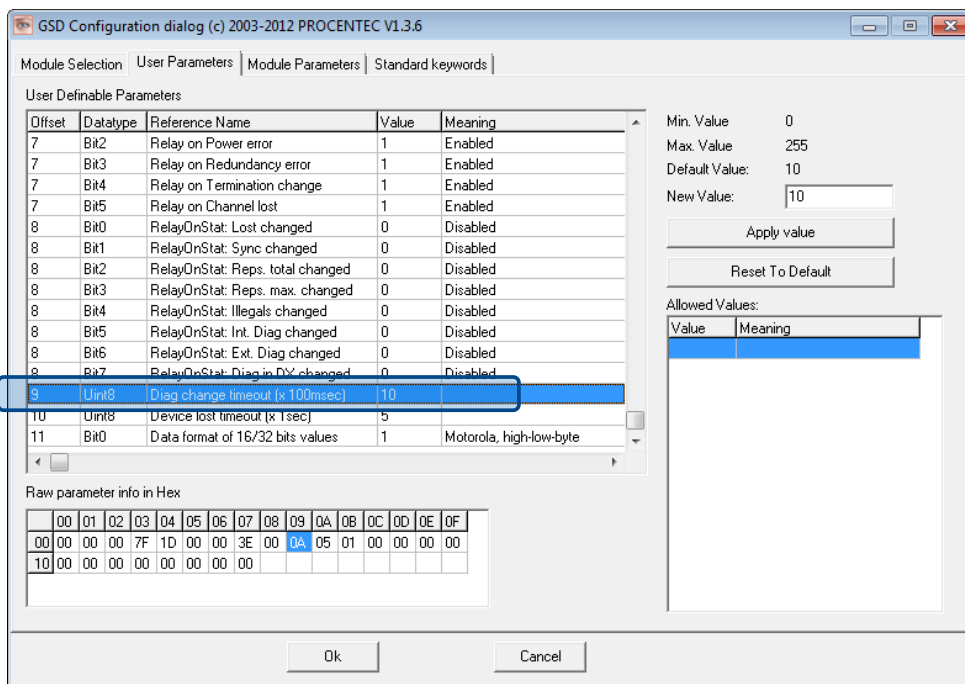 GSD Configuration dialog (c) 2003-2012 PROCENTEC V1.3.6
Module Selection User Parameters Module Parameters Standard keywords
User Definable Parameters
Offset Datatype Reference Name Value Meaning
7 Bit2 Relay on Power error 1 Enabled
7 Bit3 Relay on Redundancy error 1 Enabled
7 Bit4 Relay on Termination change 1 Enabled
7 Bit5 Relay on Channel lost 1 Enabled
8 Bit0 RelayOnStat: Lost changed 0 Disabled
8 Bit1 RelayOnStat: Sync changed 0 Disabled
8 Bit2 RelayOnStat: Reps. total changed 0 Disabled
8 Bit3 RelayOnStat: Reps. max. changed 0 Disabled
8 Bit4 RelayOnStat: Illegals changed 0 Disabled
8 Bit5 RelayOnStat: Int. Diag changed 0 Disabled
8 Bit6 RelayOnStat: Ext. Diag changed 0 Disabled
8 Bit7 RelayOnStat: Diag in DX changed 0 Disabled
9 Uint8 Diag change timeout (x 100msec) 10
10 Uint8 Device lost timeout (x 1sec) 5
11 Bit0 Data format of 16/32 bits values 1 Motorola, high-low-byte
Min. Value 0
Max. Value 255
Default Value: 10
New Value: 10
Apply value
Reset To Default
Allowed Values:
Value Meaning
Raw parameter info in Hex
00 01 02 03 04 05 06 07 08 09 0A 0B 0C 0D 0E 0F
00 00 00 00 7F 1D 00 00 3E 00 0A 05 01 00 00 00 00
10 00 00 00 00 00 00 00 00
Ok Cancel